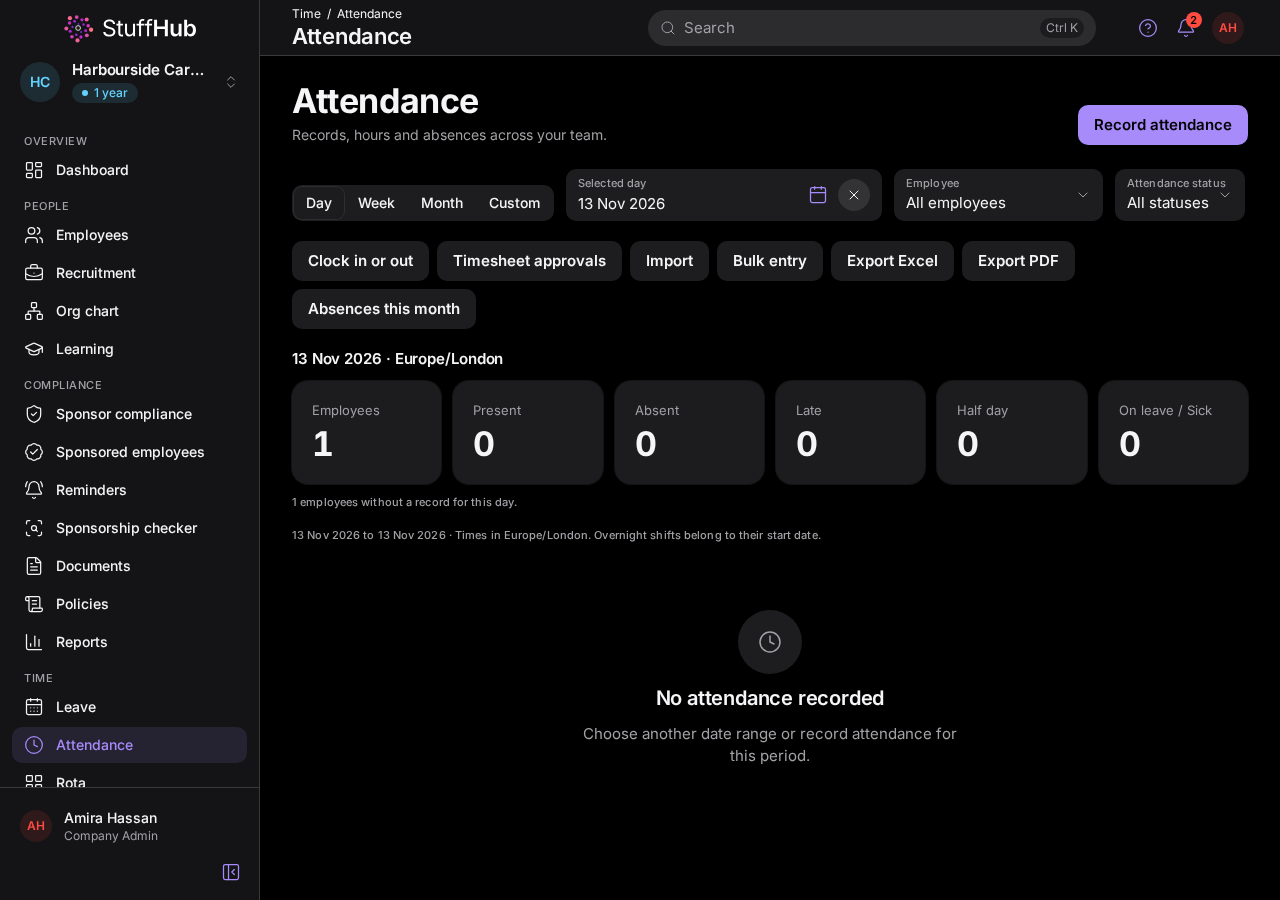 StuffHub
HC
Harbourside Car...
1 year
OVERVIEW
Dashboard
PEOPLE
Employees
Recruitment
Org chart
Learning
COMPLIANCE
Sponsor compliance
Sponsored employees
Reminders
Sponsorship checker
Documents
Policies
Reports
TIME
Leave
Attendance
Rota
AH
Amira Hassan
Company Admin
Time / Attendance
Attendance
Search
Ctrl K
2
AH
Attendance
Records, hours and absences across your team.
Record attendance
Day
Week
Month
Custom
Selected day
13 Nov 2026
Employee
All employees
Attendance status
All statuses
Clock in or out
Timesheet approvals
Import
Bulk entry
Export Excel
Export PDF
Absences this month
13 Nov 2026 · Europe/London
Employees
1
Present
0
Absent
0
Late
0
Half day
0
On leave / Sick
0
1 employees without a record for this day.
13 Nov 2026 to 13 Nov 2026 · Times in Europe/London. Overnight shifts belong to their start date.
No attendance recorded
Choose another date range or record attendance for
this period.